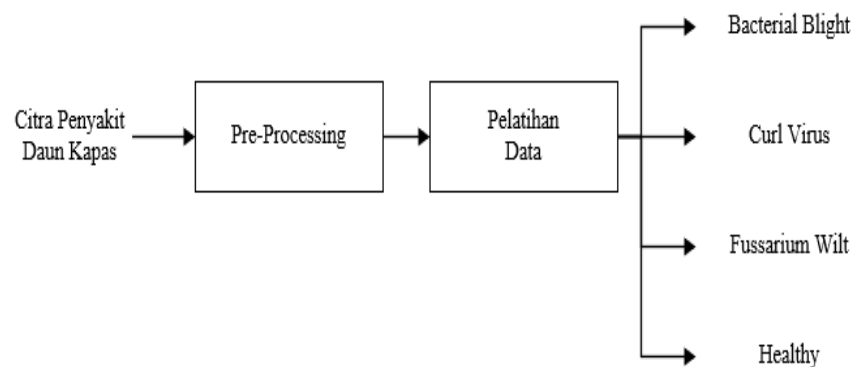 Citra Penyakit
Daun Kapas
Pre-Processing
Pelatihan
Data
Bacterial Blight
Curl Virus
Fussarium Wilt
Healthy